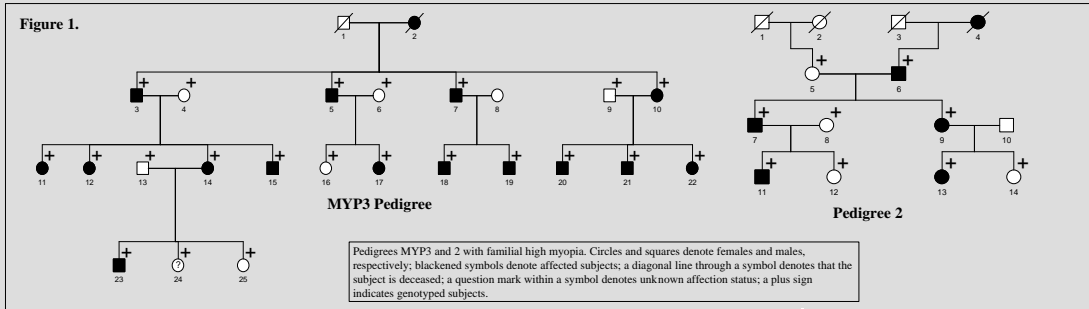 Figure 1.
1 2
1 2 3 4
+ + + + + + + +
3 4 5 6 7 8 9 10
+ +
5 6
+ + +
7 8 9 10
+ + + + + + + + + + + +
11 12 13 14 15 16 17 18 19 20 21 22
+ + + +
11 12 13 14
MYP3 Pedigree
Pedigree 2
+ + +
?
23 24 25
Pedigrees MYP3 and 2 with familial high myopia. Circles and squares denote females and males,
respectively; blackened symbols denote affected subjects; a diagonal line through a symbol denotes that the
subject is deceased; a question mark within a symbol denotes unknown affection status; a plus sign
indicates genotyped subjects.